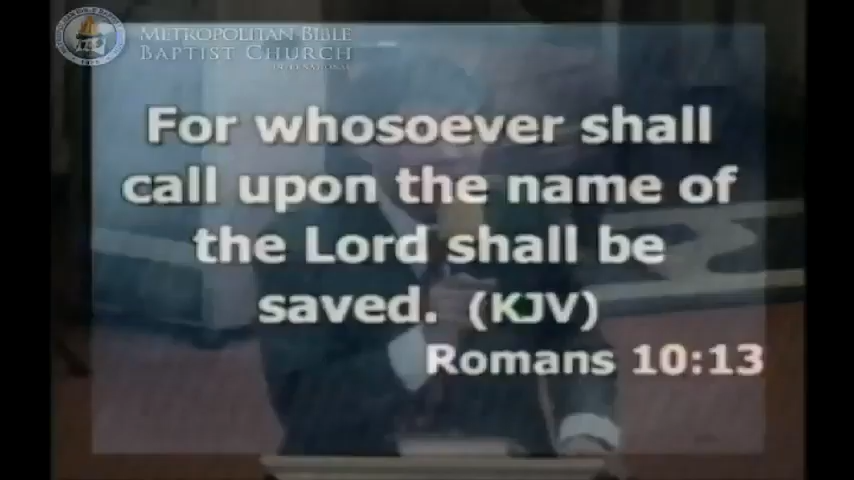 METROPOLITAN BIBLE
BAPTIST CHURCH
INTERNATIONAL
For whosoever shall
call upon the name of
the Lord shall be
saved. (KJV)
Romans 10:13